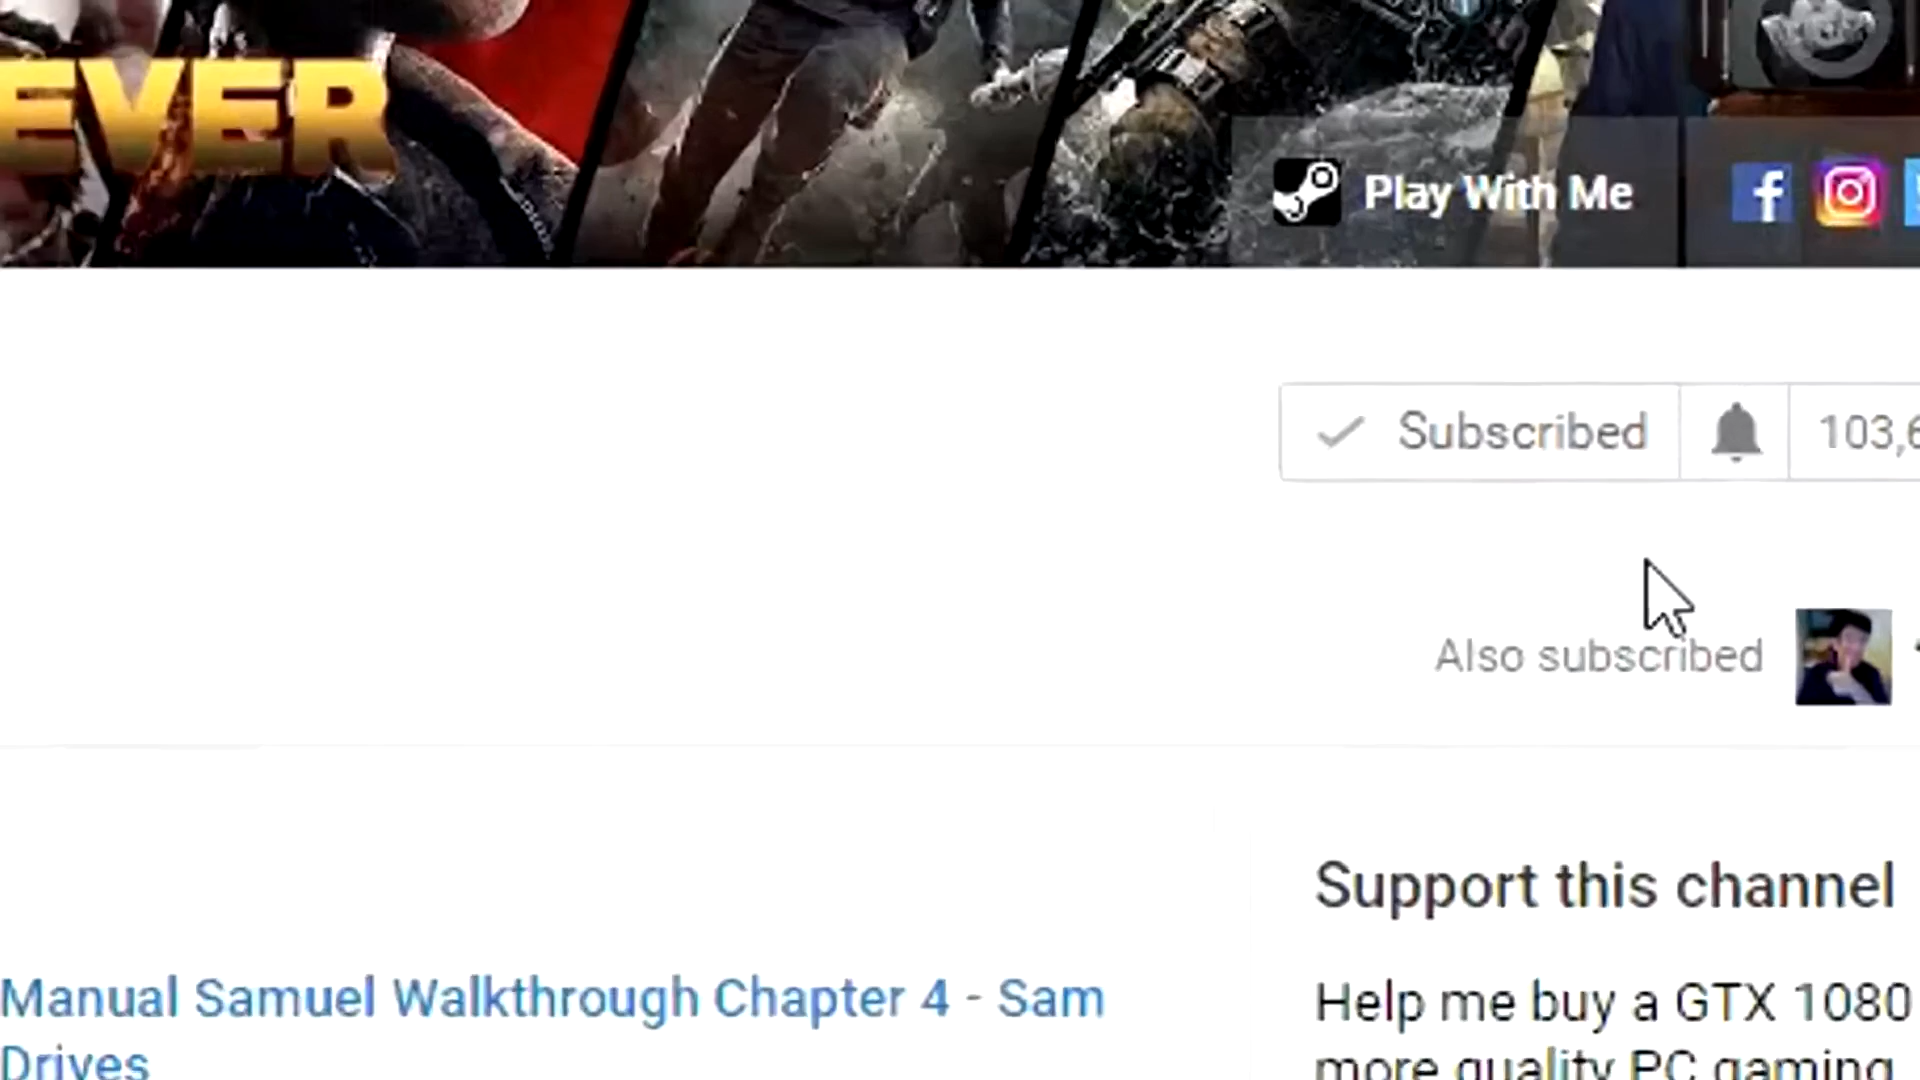 EVER
Play With Me
Subscribed
103,6
Also subscribed
Support this channel
Manual Samuel Walkthrough Chapter 4 - Sam
Drives
Help me buy a GTX 1080
more quality PC gaming